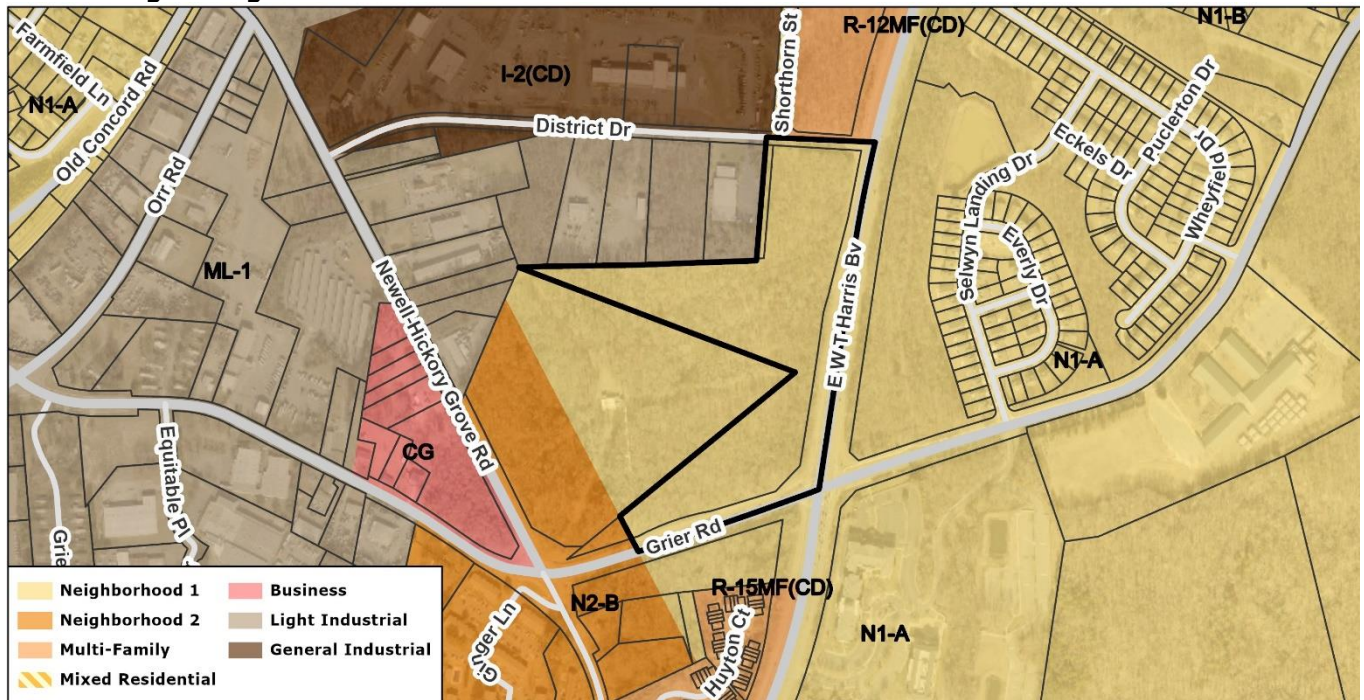 N1-B
R-12MF(CD)
Shorthorn St
I-2(CD)
Farmfield Ln
N1-A
Old Concord Rd
Orr Rd
District Dr
Puclerton Dr
Eckels Dr
Wheyfield Dr
Selwyn Landing Dr
Everly Dr
ML-1
Newell-Hickory Grove Rd
E W T Harris Bv
N1-A
CG
Equitable Pl
Grier Rd
N2-B
R-15MF(CD)
Ginger Ln
Huyton Ct
N1-A
Neighborhood 1
Neighborhood 2
Multi-Family
Mixed Residential
Business
Light Industrial
General Industrial